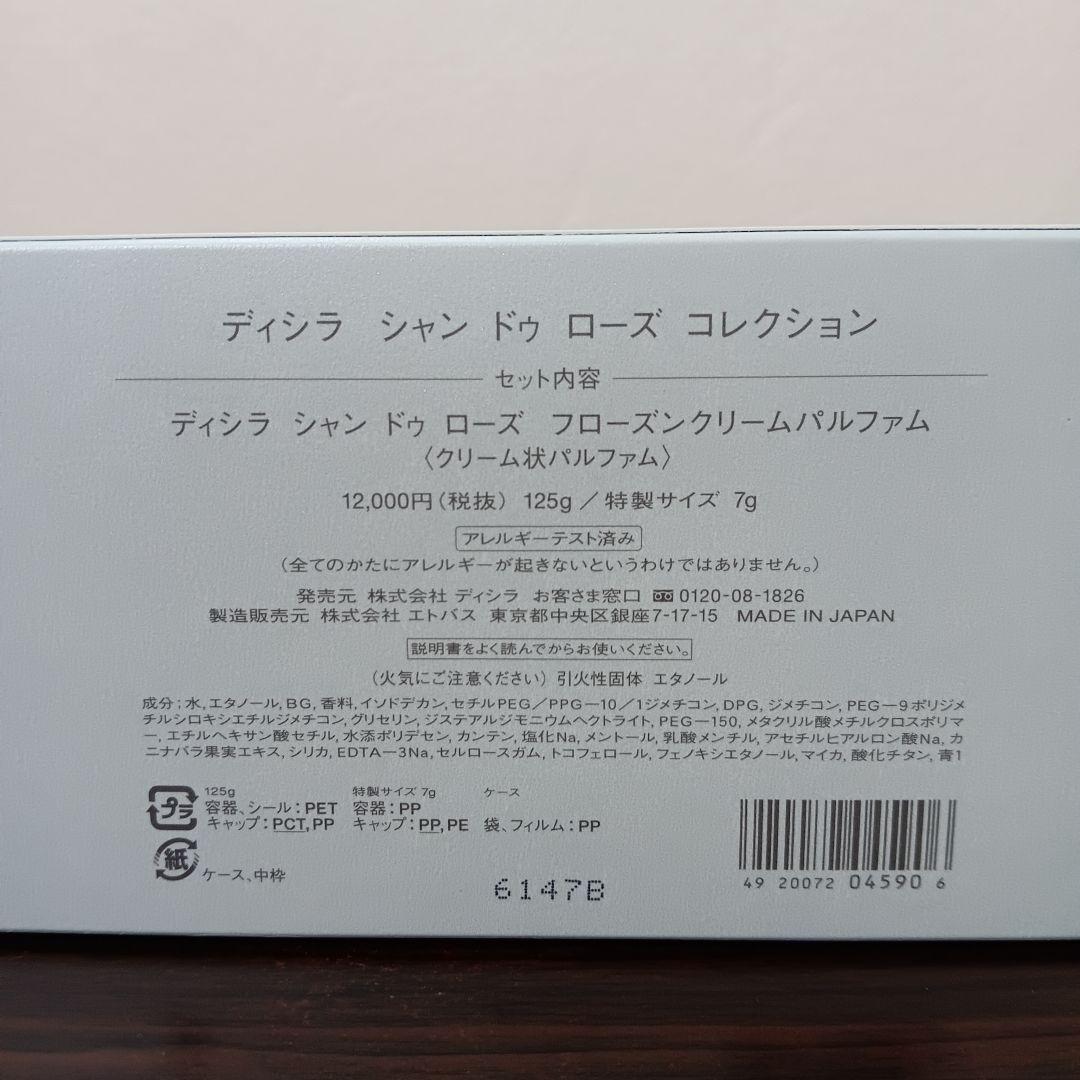 ディシラ シャン ドゥ ローズ コレクション
セット内容
ディシラ シャン ドゥ ローズ フローズンクリームパルファム
〈クリーム状パルファム〉
12,000円（税抜） 125g／特製サイズ 7g
アレルギーテスト済み
（全てのかたにアレルギーが起きないというわけではありません。）
発売元 株式会社 ディシラ お客さま窓口 0120-08-1826
製造販売元 株式会社 エトバス 東京都中央区銀座7-17-15 MADE IN JAPAN
説明書をよく読んでからお使いください。
（火気にご注意ください）引火性固体 エタノール
成分；水,エタノール,BG,香料,イソドデカン,セチルPEG／PPG―10／1ジメチコン,DPG,ジメチコン,PEG―9ポリジメ
チルシロキシエチルジメチコン,グリセリン,ジステアルジモニウムヘクトライト,PEG―150,メタクリル酸メチルクロスポリマ
ー,エチルヘキサン酸セチル,水添ポリデセン,カンテン,塩化Na,メントール,乳酸メンチル,アセチルヒアルロン酸Na,カ
ニナバラ果実エキス,シリカ,EDTA―3Na,セルロースガム,トコフェロール,フェノキシエタノール,マイカ,酸化チタン,青1
プラ
125g
容器、シール：PET
キャップ：PCT,PP
特製サイズ 7g
容器：PP
キャップ：PP,PE
ケース
袋、フィルム：PP
紙
ケース、中枠
6147B
49 20072 04590 6